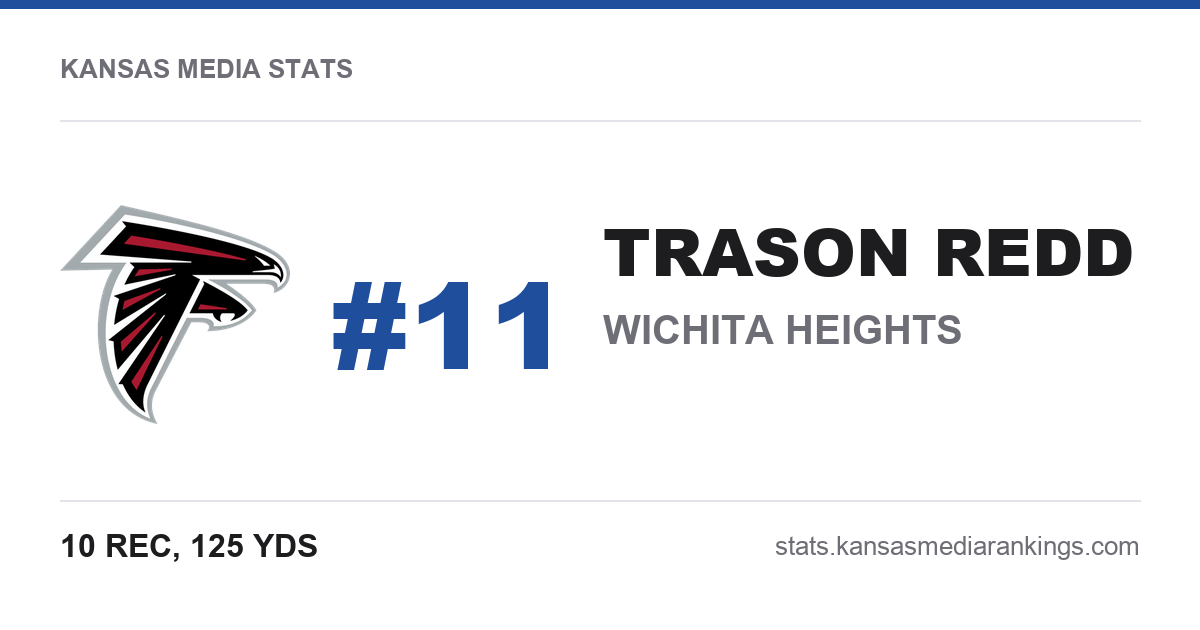 KANSAS MEDIA STATS
#11
TRASON REDD
WICHITA HEIGHTS
10 REC, 125 YDS
stats.kansasmediarankings.com